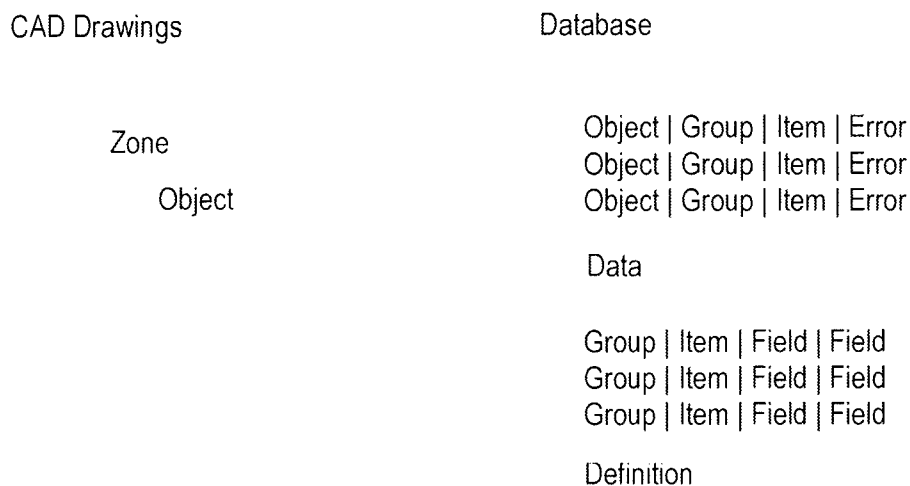 CAD Drawings
Database
Zone
Object
Object | Group | Item | Error
Object | Group | Item | Error
Object | Group | Item | Error
Data
Group | Item | Field | Field
Group | Item | Field | Field
Group | Item | Field | Field
Definition